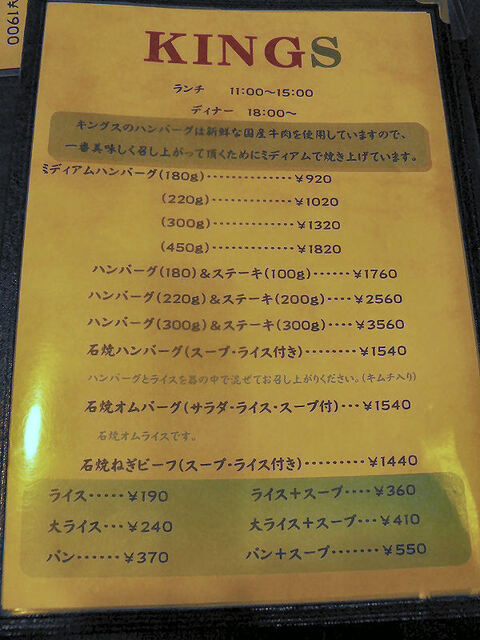 ¥1900
KINGS
ランチ 11:00～15:00
ディナー 18:00～
キングスのハンバーグは新鮮な国産牛肉を使用していますので、
一番美味しく召し上がって頂くためにミディアムで焼き上げています。
ミディアムハンバーグ(180g)･･････････････¥920
(220g)･･････････････¥1020
(300g)･･････････････¥1320
(450g)･･････････････¥1820
ハンバーグ(180)&ステーキ(100g)･･････¥1760
ハンバーグ(220g)&ステーキ(200g)････¥2560
ハンバーグ(300g)&ステーキ(300g)････¥3560
石焼ハンバーグ(スープ･ライス付き)････････¥1540
ハンバーグとライスを器の中で混ぜてお召し上がりください。(キムチ入り)
石焼オムバーグ(サラダ･ライス･スープ付)･･･¥1540
石焼オムライスです。
石焼ねぎビーフ(スープ･ライス付き)･･････････¥1440
ライス･････¥190 ライス+スープ････¥360
大ライス･･･¥240 大ライス+スープ･･･¥410
パン･･････¥370 パン+スープ･･･････¥550